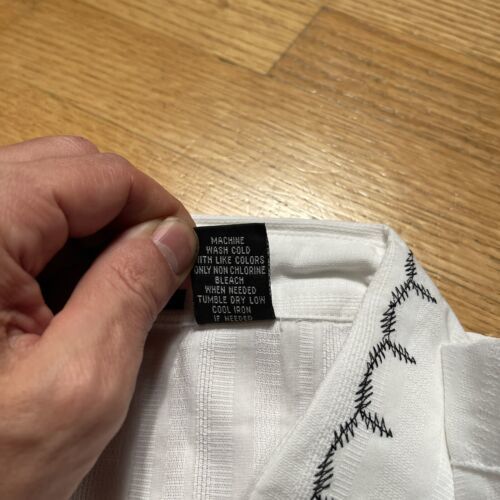 MACHINE
WASH COLD
WITH LIKE COLORS
ONLY NON CHLORINE
BLEACH
WHEN NEEDED
TUMBLE DRY LOW
COOL IRON
IF NEEDED